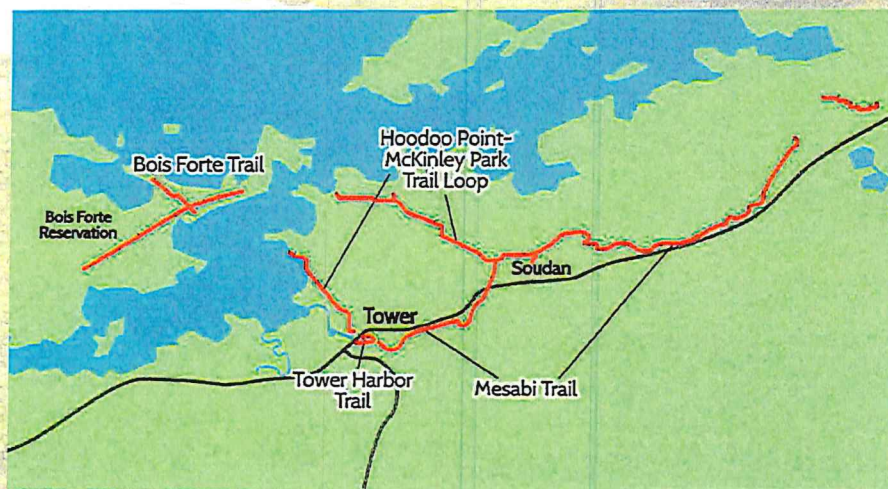 Hoodoo Point-
McKinley Park
Trail Loop
Bois Forte Trail
Bois Forte
Reservation
Soudan
Tower
Tower Harbor
Trail
Mesabi Trail